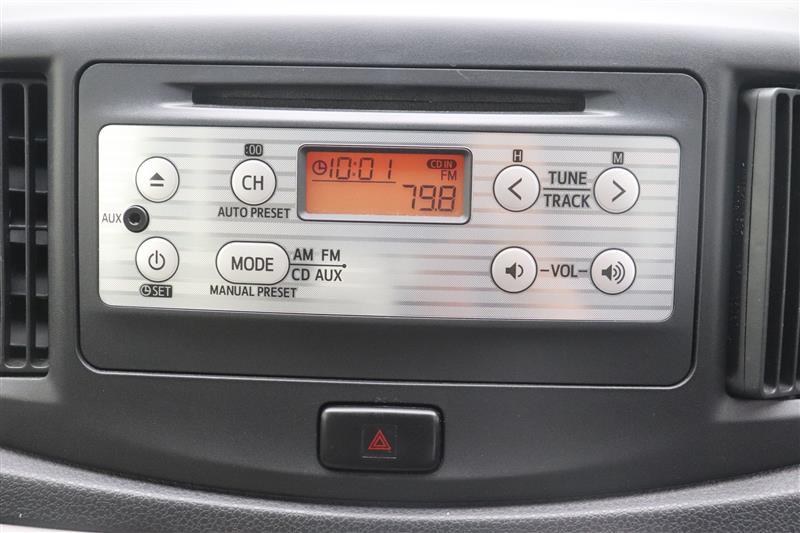 :00
H
M
10:01
CD IN
FM
79.8
CH
AUTO PRESET
TUNE
TRACK
AUX
MODE
AM FM
CD AUX
MANUAL PRESET
SET
-VOL-